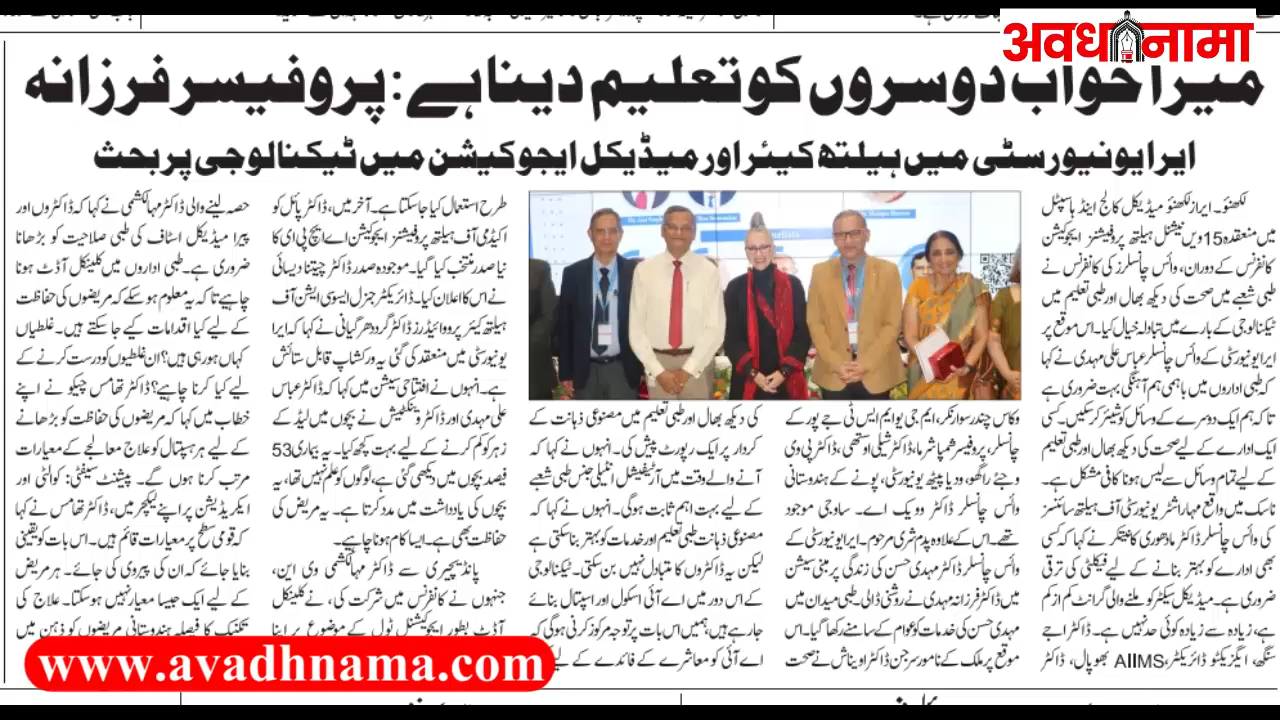 अवधनामा
میرا خواب دوسروں کو تعلیم دینا ہے: پروفیسر فرزانہ
ایرا یونیورسٹی میں ہیلتھ کیئر اور میڈیکل ایجوکیشن میں ٹیکنالوجی پر بحث
لکھنؤ۔ ایراز لکھنؤ میڈیکل کالج اینڈ ہاسپٹل
میں منعقدہ 15ویں نیشنل ہیلتھ پروفیشنز ایجوکیشن
کانفرنس کے دوران، وائس چانسلرز کی کانفرنس نے
طبی شعبے میں صحت کی دیکھ بھال اور طبی تعلیم میں
ٹیکنالوجی کے بارے میں تبادلہ خیال کیا۔ اس موقع پر
ایرا یونیورسٹی کے وائس چانسلر عباس علی مہدی نے کہا
کہ طبی اداروں میں باہمی ہم آہنگی بہت ضروری ہے
تاکہ ہم ایک دوسرے کے وسائل کو شیئر کر سکیں۔ کسی
ایک ادارے کے لیے صحت کی دیکھ بھال اور طبی تعلیم
کے لیے تمام وسائل سے لیس ہونا کافی مشکل ہے۔
ناسک میں واقع مہاراشٹر یونیورسٹی آف ہیلتھ سائنسز
کی وائس چانسلر ڈاکٹر مادھوری کانیتکر نے کہا کہ کسی
بھی ادارے کو بہتر بنانے کے لیے فیکلٹی کی ترقی
ضروری ہے۔ میڈیکل سیکٹر کو ملنے والی گرانٹ کم از کم
ہے، زیادہ سے زیادہ کوئی حد نہیں ہے۔ ڈاکٹر اجے
سنگھ، ایگزیکٹو ڈائریکٹر، AIIMS بھوپال، ڈاکٹر
وکاس چندر سوارنکر، ایم جی یو ایم ایس ٹی جے پور کے
چانسلر، پروفیسر شمپا شرما، ڈاکٹر شیلی اوستھی، ڈاکٹر پی وی
وجئے راگھو، ودیا پیٹھ یونیورسٹی، پونے کے ہندوستانی
وائس چانسلر ڈاکٹر وویک اے۔ ساوجی موجود
تھے۔ اس کے علاوہ پدم شری مرحوم۔ ایرا یونیورسٹی کے
وائس چانسلر ڈاکٹر مہدی حسن کی زندگی پر مبنی سیشن
میں ڈاکٹر فرزانہ مہدی نے روشنی ڈالی۔ طبی میدان میں
مہدی حسن کی خدمات کو عوام کے سامنے رکھا گیا۔ اس
موقع پر ملک کے نامور سرجن ڈاکٹر اویناش نے صحت
کی دیکھ بھال اور طبی تعلیم میں مصنوعی ذہانت کے
کردار پر ایک رپورٹ پیش کی۔ انہوں نے کہا کہ
آنے والے وقت میں آرٹیفیشل انٹیلی جنس طبی شعبے
کے لیے بہت اہم ثابت ہوگی۔ انہوں نے کہا کہ
مصنوعی ذہانت طبی تعلیم اور خدمات کو بہتر بنا سکتی ہے
لیکن یہ ڈاکٹروں کا متبادل نہیں بن سکتی۔ ٹیکنالوجی
کے اس دور میں اے آئی اسکول اور اسپتال بنائے
جا رہے ہیں، ہمیں اس بات پر توجہ مرکوز کرنی ہوگی کہ
اے آئی کو معاشرے کے فائدے کے لیے
طرح استعمال کیا جا سکتا ہے۔ آخر میں، ڈاکٹر پائل کو
اکیڈمی آف ہیلتھ پروفیشنز ایجوکیشن اے ایچ پی ای کا
نیا صدر منتخب کیا گیا۔ موجودہ صدر ڈاکٹر چیتنا دیسائی
نے اس کا اعلان کیا۔ ڈائریکٹر جنرل ایسوسی ایشن آف
ہیلتھ کیئر پرووائیڈرز ڈاکٹر گردھر گیانی نے کہا کہ ایرا
یونیورسٹی میں منعقد کی گئی یہ ورکشاپ قابل ستائش
ہے۔ انہوں نے افتتاحی سیشن میں کہا کہ ڈاکٹر عباس
علی مہدی اور ڈاکٹر وینکٹیش نے بچوں میں لیڈ کے
زہر کو کم کرنے کے لیے بہت کچھ کیا۔ یہ بیماری 53
فیصد بچوں میں دیکھی گئی ہے، لوگوں کو علم نہیں تھا، یہ
بچوں کی یادداشت میں مدد کرتا ہے۔ یہ مریض کی
حفاظت بھی ہے۔ ایسا کام ہونا چاہیے۔
پانڈیچیری سے ڈاکٹر مہالکشمی وی این،
جنہوں نے کانفرنس میں شرکت کی، نے کلینکل
آڈٹ بطور ایجوکیشنل ٹول کے موضوع پر اپنا
حصہ لینے والی ڈاکٹر مہالکشمی نے کہا کہ ڈاکٹروں اور
پیرا میڈیکل اسٹاف کی طبی صلاحیت کو بڑھانا
ضروری ہے۔ طبی اداروں میں کلینکل آڈٹ ہونا
چاہیے تاکہ یہ معلوم ہو سکے کہ مریضوں کی حفاظت
کے لیے کیا اقدامات کیے جا سکتے ہیں۔ غلطیاں
کہاں ہو رہی ہیں؟ ان غلطیوں کو درست کرنے کے
لیے کیا کرنا چاہیے؟ ڈاکٹر تھامس چیکو نے اپنے
خطاب میں کہا کہ مریضوں کی حفاظت کو بڑھانے
کے لیے ہر ہسپتال کو علاج معالجے کے معیارات
مرتب کرنا ہوں گے۔ پیشنٹ سیفٹی: کوالٹی اور
ایکریڈیشن پر اپنے لیکچر میں، ڈاکٹر تھامس نے کہا
کہ قومی سطح پر معیارات قائم ہیں۔ اس بات کو یقینی
بنایا جائے کہ ان کی پیروی کی جائے۔ ہر مریض
کے لیے ایک جیسا معیار نہیں ہو سکتا۔ علاج کی
تکنیک کا فیصلہ ہندوستانی مریضوں کو ذہن میں
www.avadhnama.com